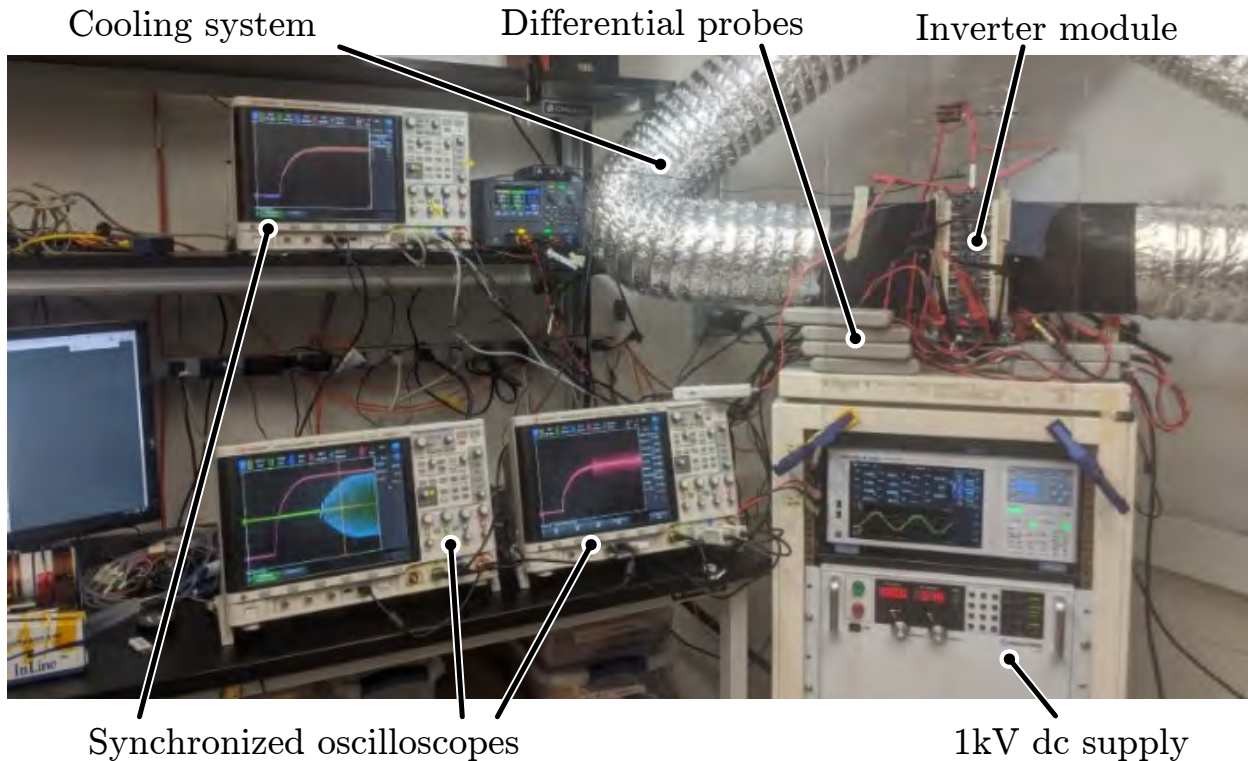 Cooling system
Differential probes
Inverter module
InLine
Synchronized oscilloscopes
1kV dc supply